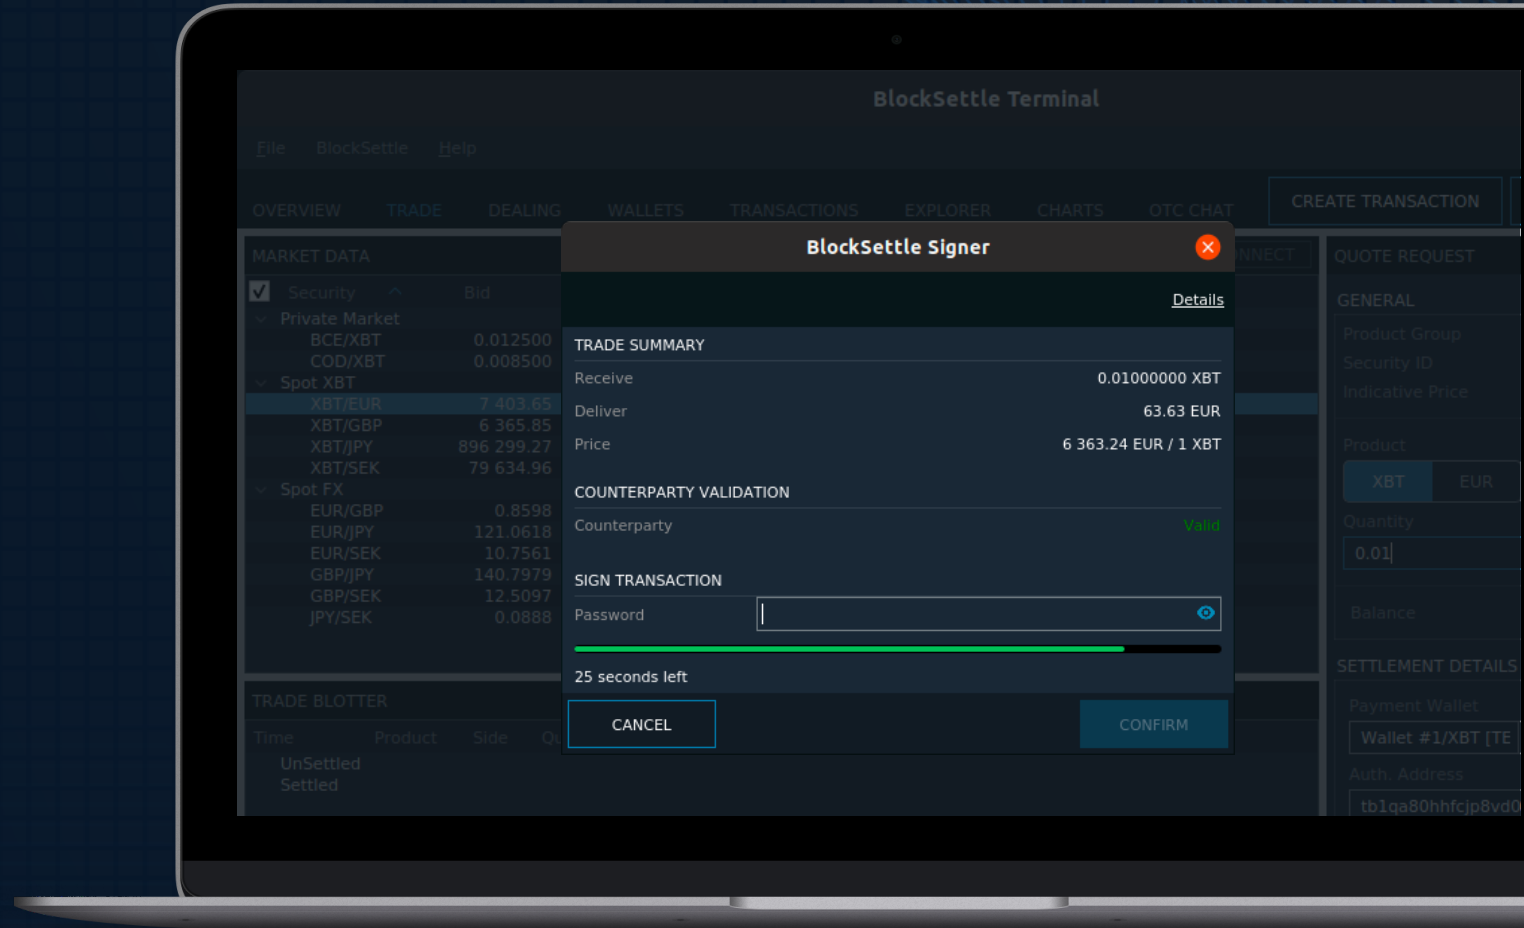 BlockSettle Terminal
File BlockSettle Help
OVERVIEW TRADE DEALING WALLETS TRANSACTIONS EXPLORER CHARTS OTC CHAT CREATE TRANSACTION
MARKET DATA
Security Bid
Private Market
BCE/XBT 0.012500
COD/XBT 0.008500
Spot XBT
XBT/EUR 7 403.65
XBT/GBP 6 365.85
XBT/JPY 896 299.27
XBT/SEK 79 634.96
Spot FX
EUR/GBP 0.8598
EUR/JPY 121.0618
EUR/SEK 10.7561
GBP/JPY 140.7979
GBP/SEK 12.5097
JPY/SEK 0.0888
TRADE BLOTTER
Time Product Side
UnSettled
Settled
BlockSettle Signer
Details
TRADE SUMMARY
Receive 0.01000000 XBT
Deliver 63.63 EUR
Price 6 363.24 EUR / 1 XBT
COUNTERPARTY VALIDATION
Counterparty Valid
SIGN TRANSACTION
Password
25 seconds left
CANCEL CONFIRM
NNECT
QUOTE REQUEST
GENERAL
Product Group
Security ID
Indicative Price
Product
XBT EUR
Quantity
0.01
Balance
SETTLEMENT DETAILS
Payment Wallet
Wallet #1/XBT [TE
Auth. Address
tb1qa80hhfcjp8vd0